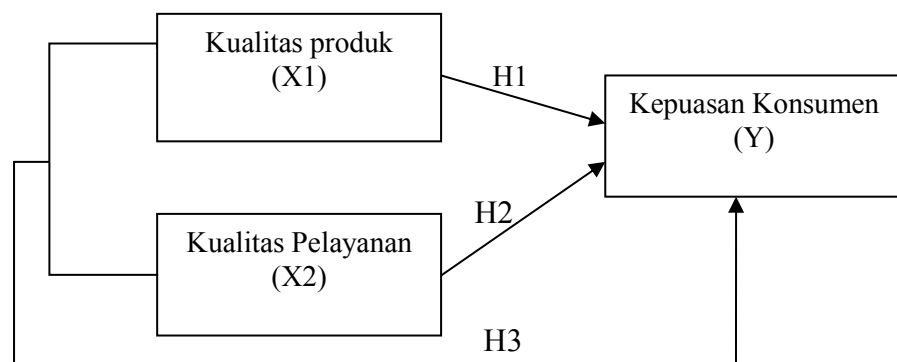 Kualitas produk
(X1)
H1
Kepuasan Konsumen
(Y)
H2
Kualitas Pelayanan
(X2)
H3